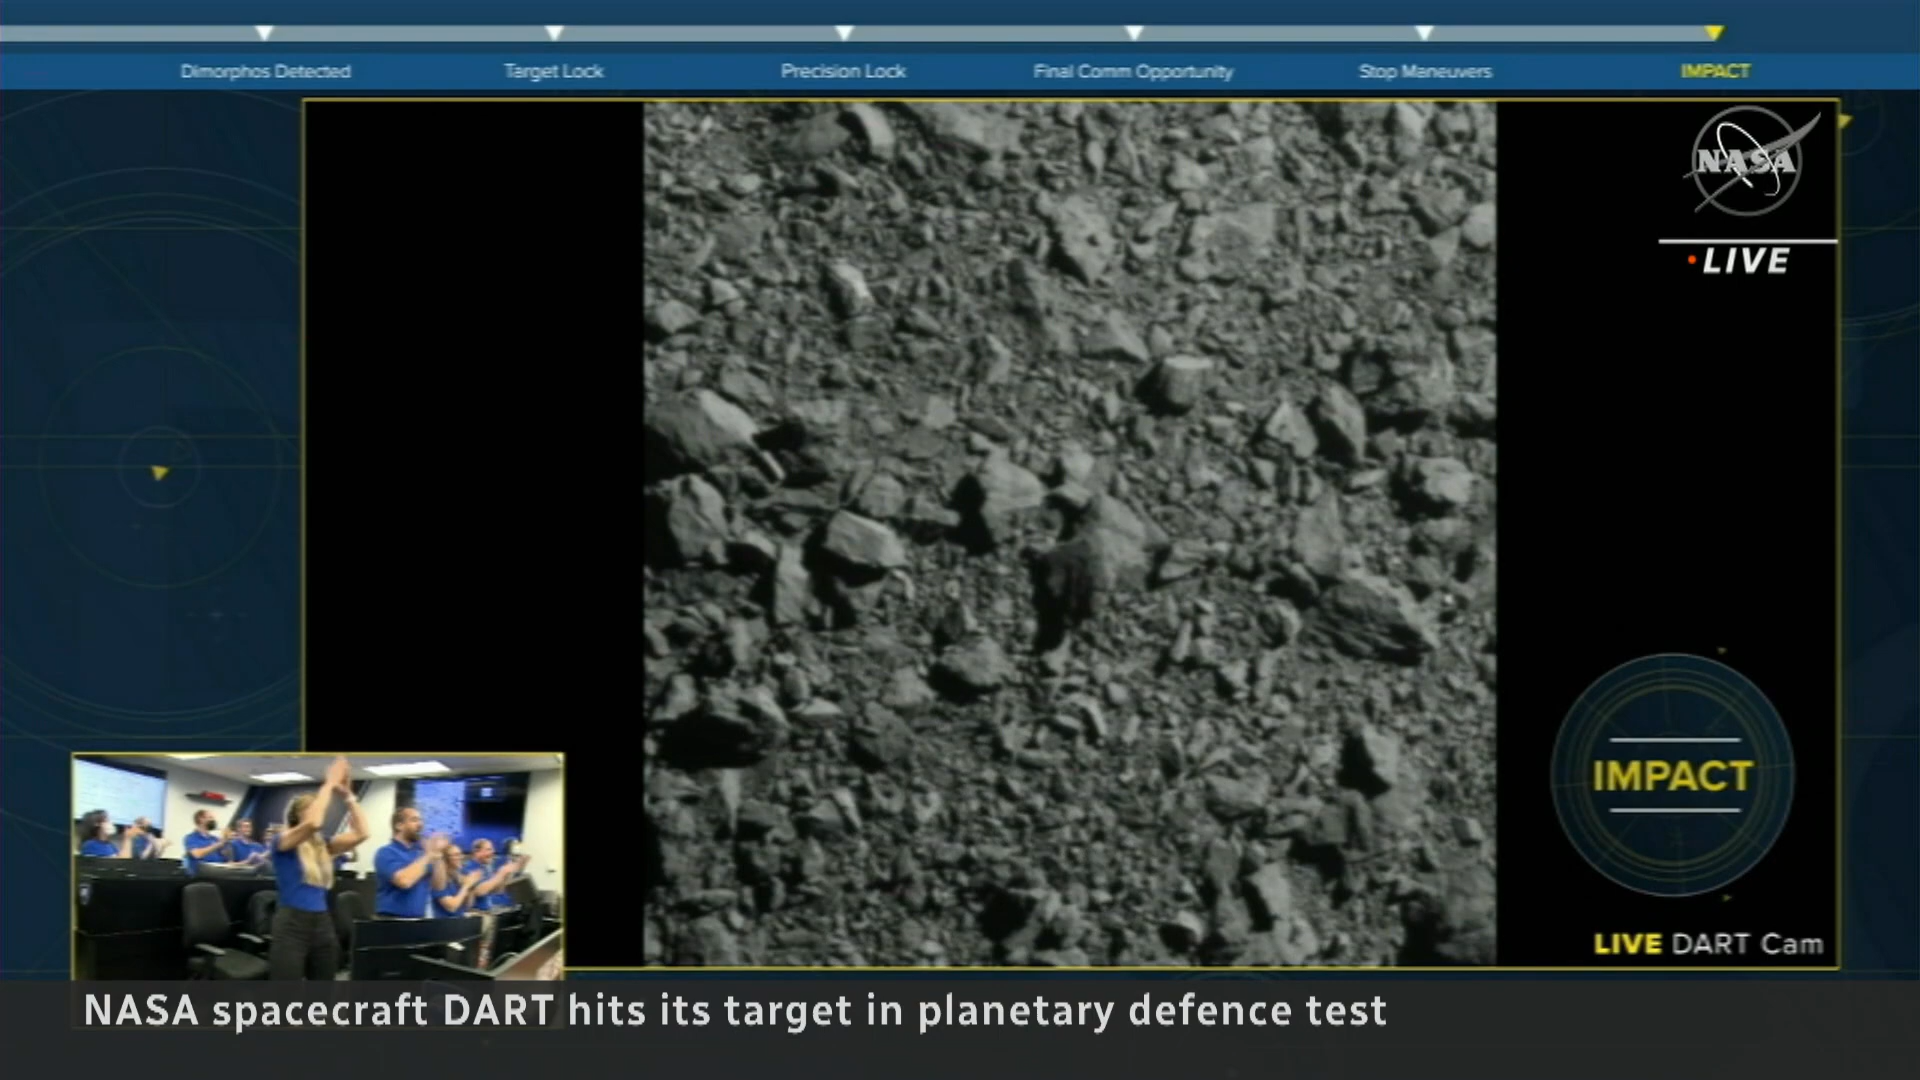 Dimorphos Detected
Target Lock
Precision Lock
Final Comm Opportunity
Stop Maneuvers
IMPACT
NASA
LIVE
IMPACT
LIVE DART Cam
NASA spacecraft DART hits its target in planetary defence test